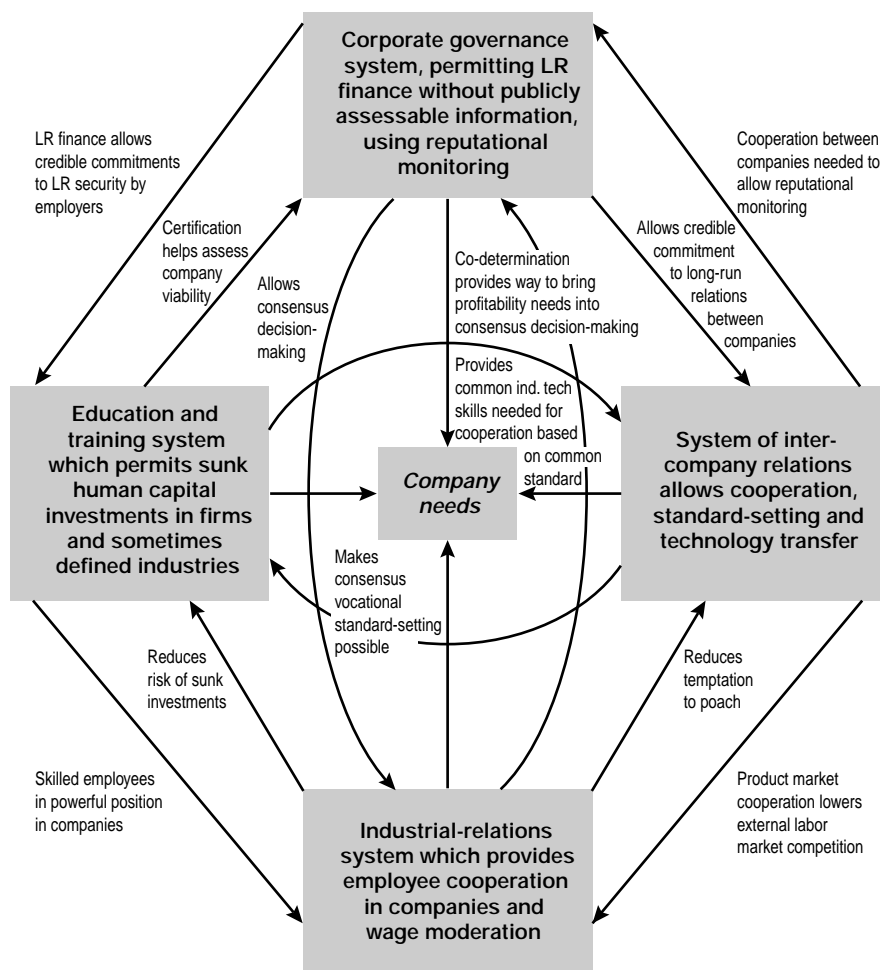 Corporate governance
system, permitting LR
finance without publicly
assessable information,
using reputational
monitoring
LR finance allows
credible commitments
to LR security by
employers
Cooperation between
companies needed to
allow reputational
monitoring
Certification
helps assess
company
viability
Allows
consensus
decision-
making
Co-determination
provides way to bring
profitability needs into
consensus decision-making
Allows credible
commitment
to long-run
relations
between
companies
Provides
common ind. tech
skills needed for
cooperation based
on common
standard
Education and
training system
which permits sunk
human capital
investments in firms
and sometimes
defined industries
Company
needs
System of inter-
company relations
allows cooperation,
standard-setting and
technology transfer
Makes
consensus
vocational
standard-setting
possible
Reduces
risk of sunk
investments
Reduces
temptation
to poach
Skilled employees
in powerful position
in companies
Product market
cooperation lowers
external labor
market competition
Industrial-relations
system which provides
employee cooperation
in companies and
wage moderation